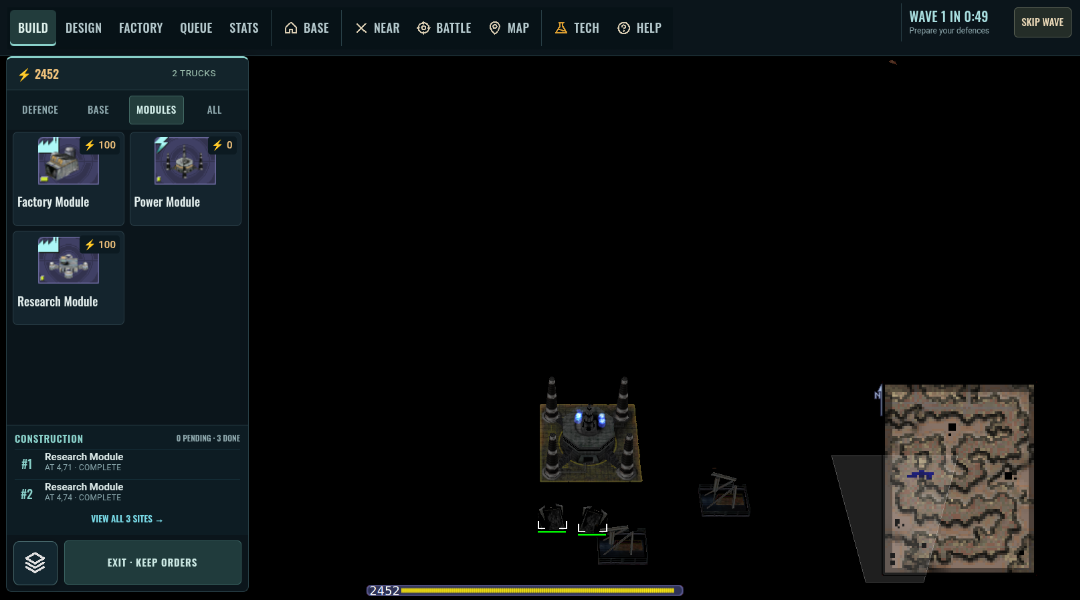 BUILD DESIGN FACTORY QUEUE STATS BASE NEAR BATTLE MAP TECH HELP
WAVE 1 IN 0:49
Prepare your defences
SKIP WAVE
2452
2 TRUCKS
DEFENCE BASE MODULES ALL
100
Factory Module
0
Power Module
100
Research Module
CONSTRUCTION
0 PENDING · 3 DONE
#1
Research Module
AT 4,71 · COMPLETE
#2
Research Module
AT 4,74 · COMPLETE
VIEW ALL 3 SITES →
EXIT · KEEP ORDERS
2452
N